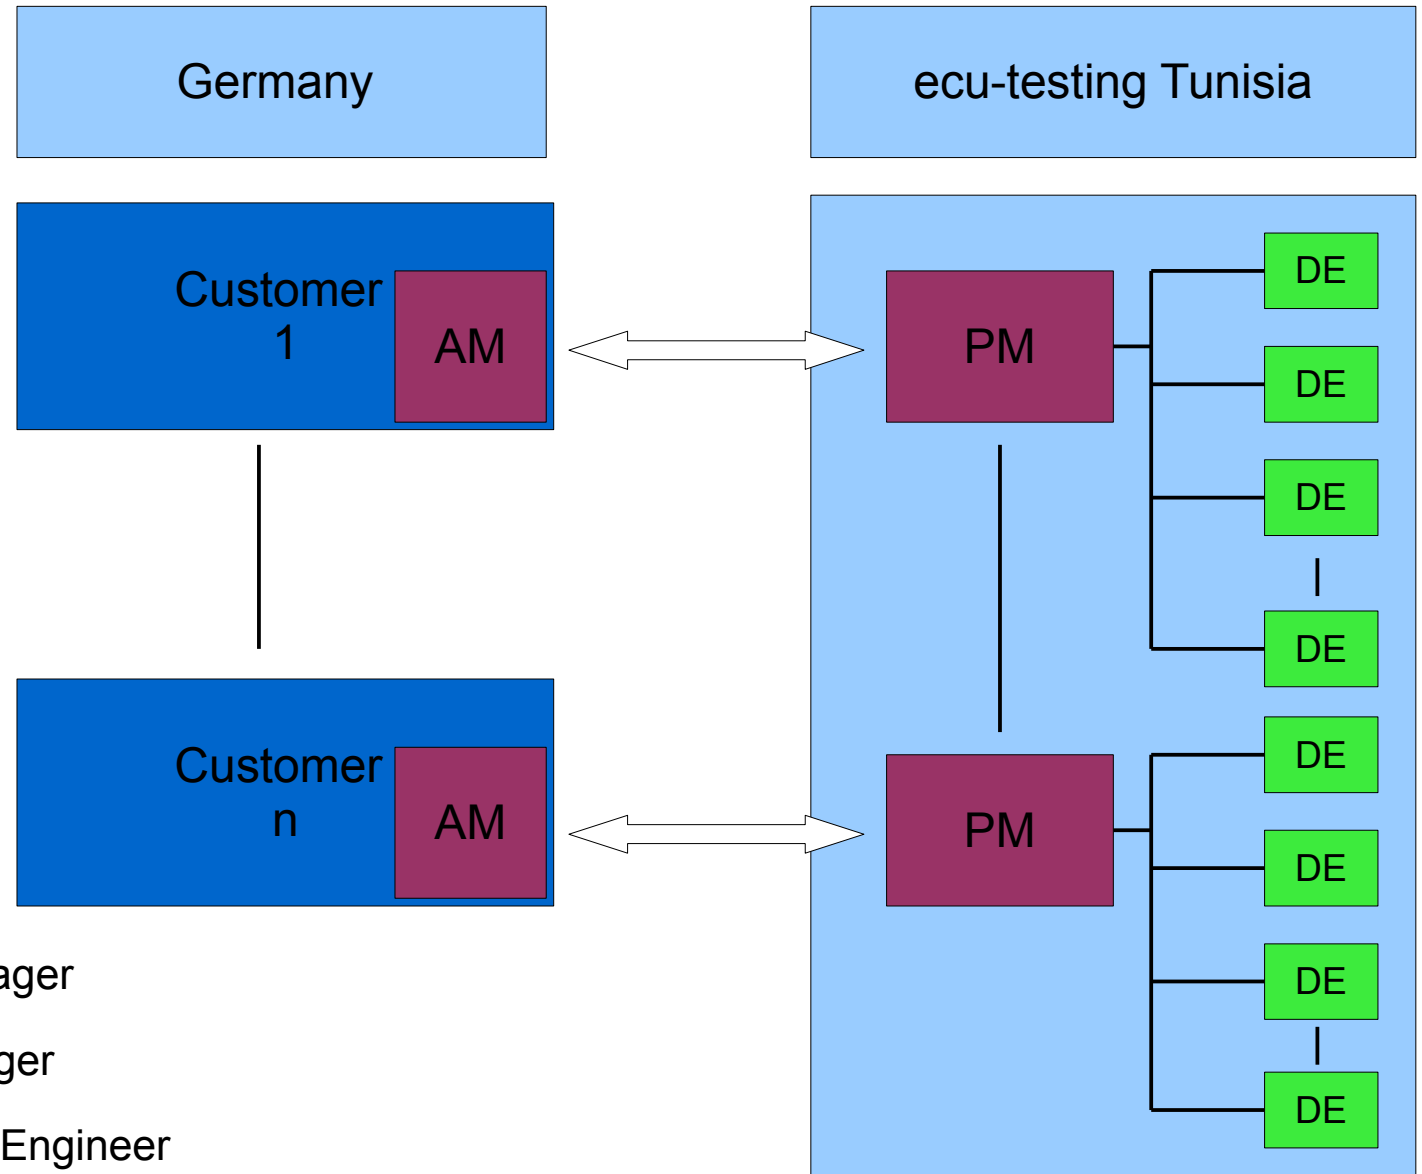 Germany
ecu-testing Tunisia
Customer
1
AM
PM
DE
DE
DE
DE
Customer
n
AM
PM
DE
DE
DE
DE
ager
ger
Engineer